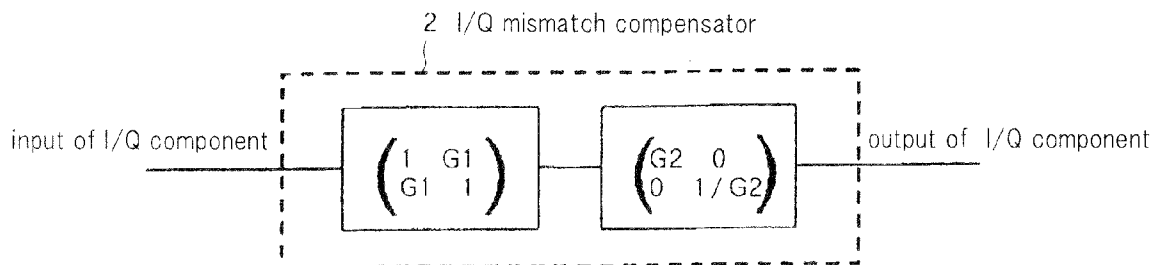 2 I/Q mismatch compensator
input of I/Q component
output of I/Q component
1 G1
G1 1
G2 0
0 1/G2